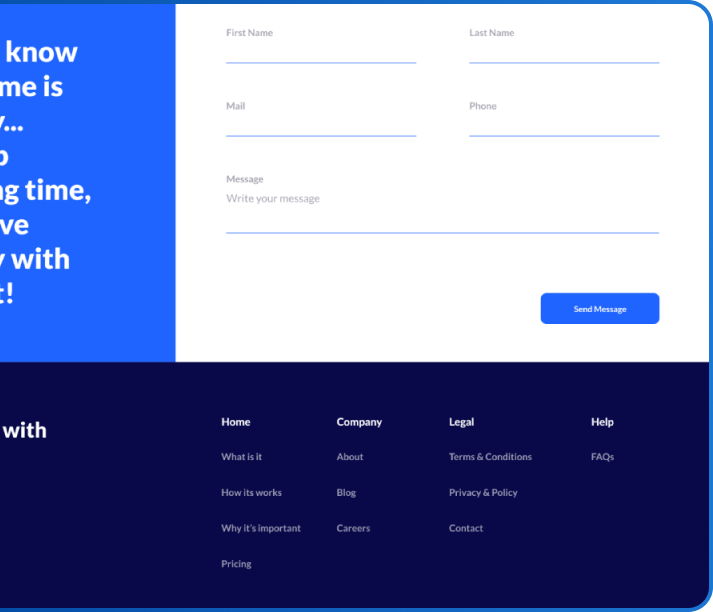 know
me is
ng time,
ve
with
t!
First Name
Last Name
Mail
Phone
Message
Write your message
Send Message
with
Home
What is it
How its works
Why it's important
Pricing
Company
About
Blog
Careers
Legal
Terms & Conditions
Privacy & Policy
Contact
Help
FAQs